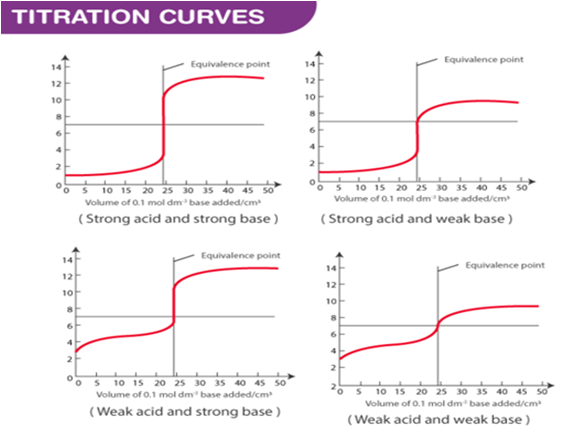 TITRATION CURVES
Equivalence point
14
12
10
8
6
4
2
0
0 5 10 15 20 25 30 35 40 45 50
Volume of 0.1 mol dm⁻³ base added/cm³
(Strong acid and strong base)
Equivalence point
14
12
10
8
6
4
2
0
0 5 10 15 20 25 30 35 40 45 50
Volume of 0.1 mol dm⁻³ base added/cm³
(Strong acid and weak base)
Equivalence point
14
12
10
8
6
4
2
0
0 5 10 15 20 25 30 35 40 45 50
Volume of 0.1 mol dm⁻³ base added/cm³
(Weak acid and strong base)
Equivalence point
14
12
10
8
6
4
2
2 5 10 15 20 25 30 35 40 45 50
Volume of 0.1 mol dm⁻³ base added/cm³
(Weak acid and weak base)